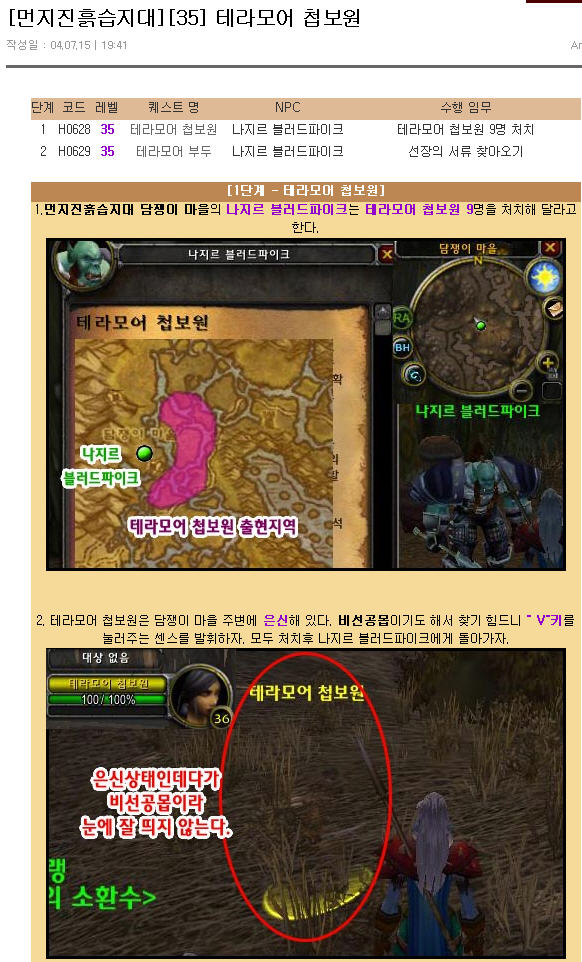 [먼지진흙습지대][35] 테라모어 첩보원
작성일 : 04.07.15 | 19:41
Ar
단계 코드 레벨 퀘스트 명 NPC 수행 임무
1 H0628 35 테라모어 첩보원 나지르 블러드파이크 테라모어 첩보원 9명 처치
2 H0629 35 테라모어 부두 나지르 블러드파이크 선장의 서류 찾아오기
[1단계 - 테라모어 첩보원]
1.먼지진흙습지대 담쟁이 마을의 나지르 블러드파이크는 테라모어 첩보원 9명을 처치해 달라고
한다.
나지르 블러드파이크
담쟁이 마을
N
테라모어 첩보원
RA
BH
확
담쟁이 마을
나지르
블러드파이크
나지르 블러드파이크
의
발
석
테라모어 첩보원 출현지역
2. 테라모어 첩보원은 담쟁이 마을 주변에 은신해 있다. 비선공몹이기도 해서 찾기 힘드니 " V"키를
눌러주는 센스를 발휘하자. 모두 처치후 나지르 블러드파이크에게 돌아가자.
대상 없음
테라모어 첩보원
100 / 100%
36
테라모어 첩보원
은신상태인데다가
비선공몹이라
눈에 잘 띄지 않는다.
랭
의 소환수>